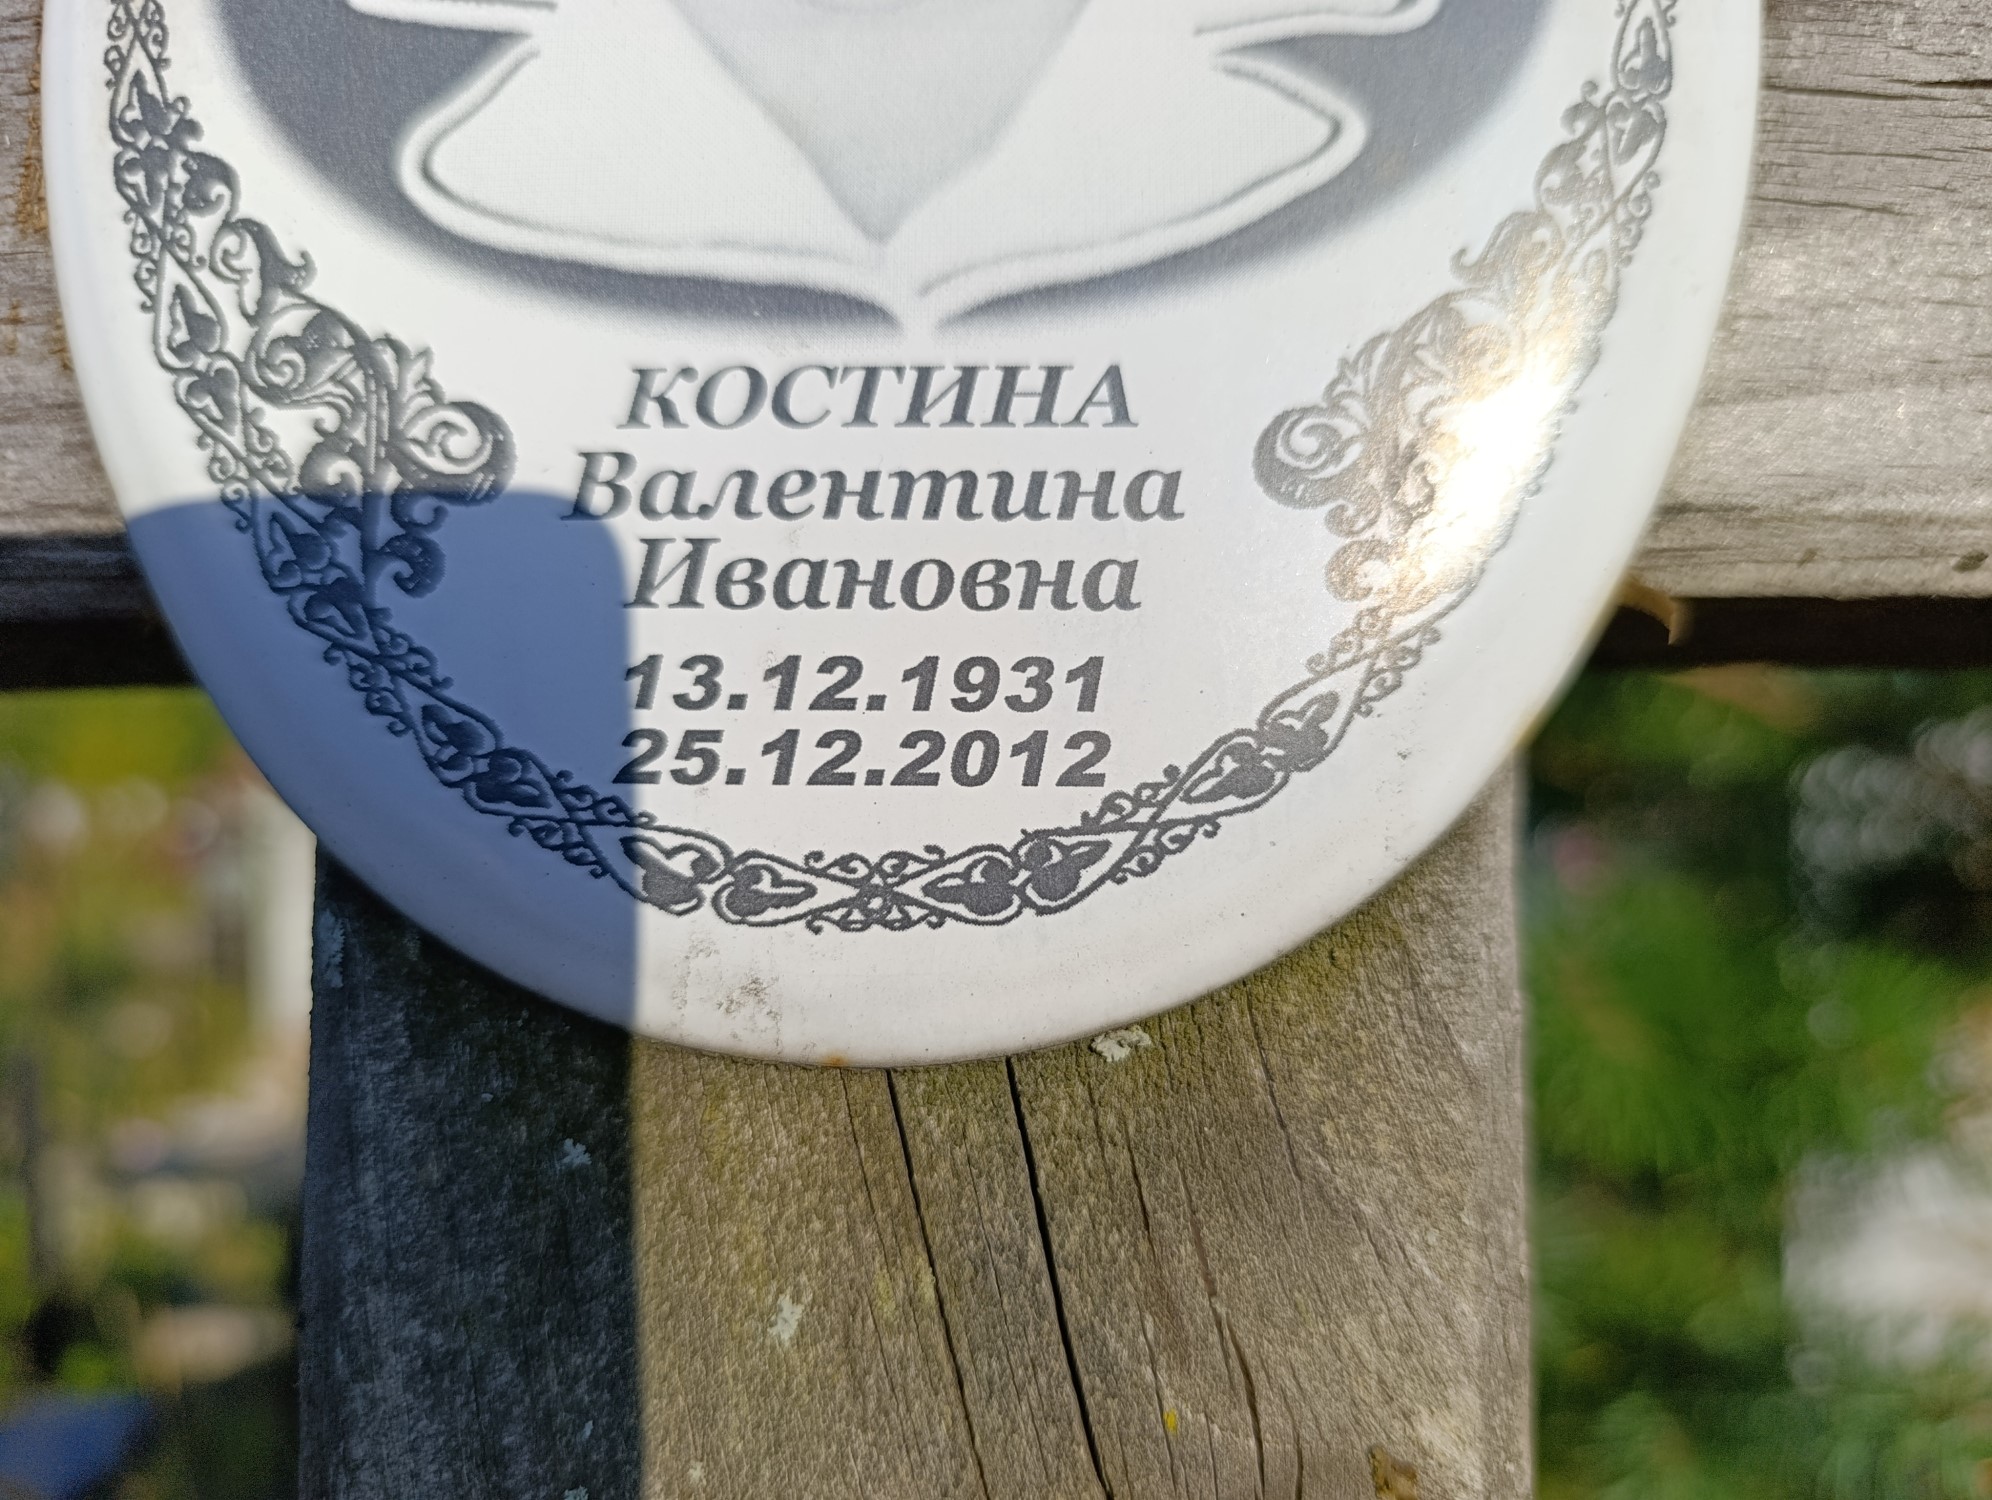 КОСТИНА
Валентина
Ивановна
13.12.1931
25.12.2012